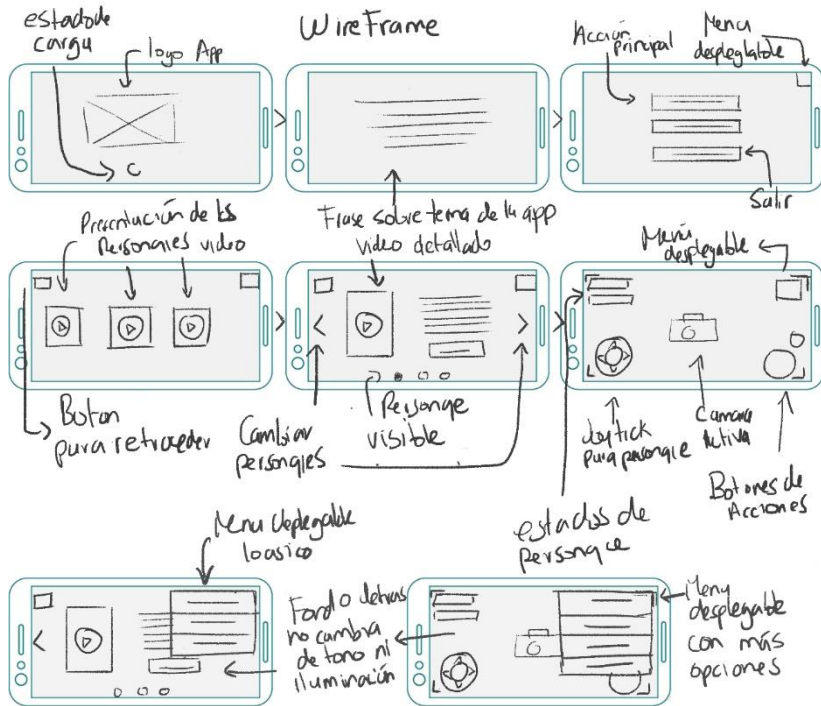 WireFrame
estado de
carga
logo App
Acción
principal
Menu
desplegable
Salir
Presentación de los
Personajes video
Frase sobre tema de la app
video detallado
Menú
desplegable
Boton
para retroceder
Cambiar
personajes
Personaje
visible
Joytick
para personaje
Camara
Activa
Botones de
Acciones
estados de
personaje
Menu deplegable
basico
Fondo detras
no cambia
de tono ni
iluminación
Menu
desplegable
con más
opciones